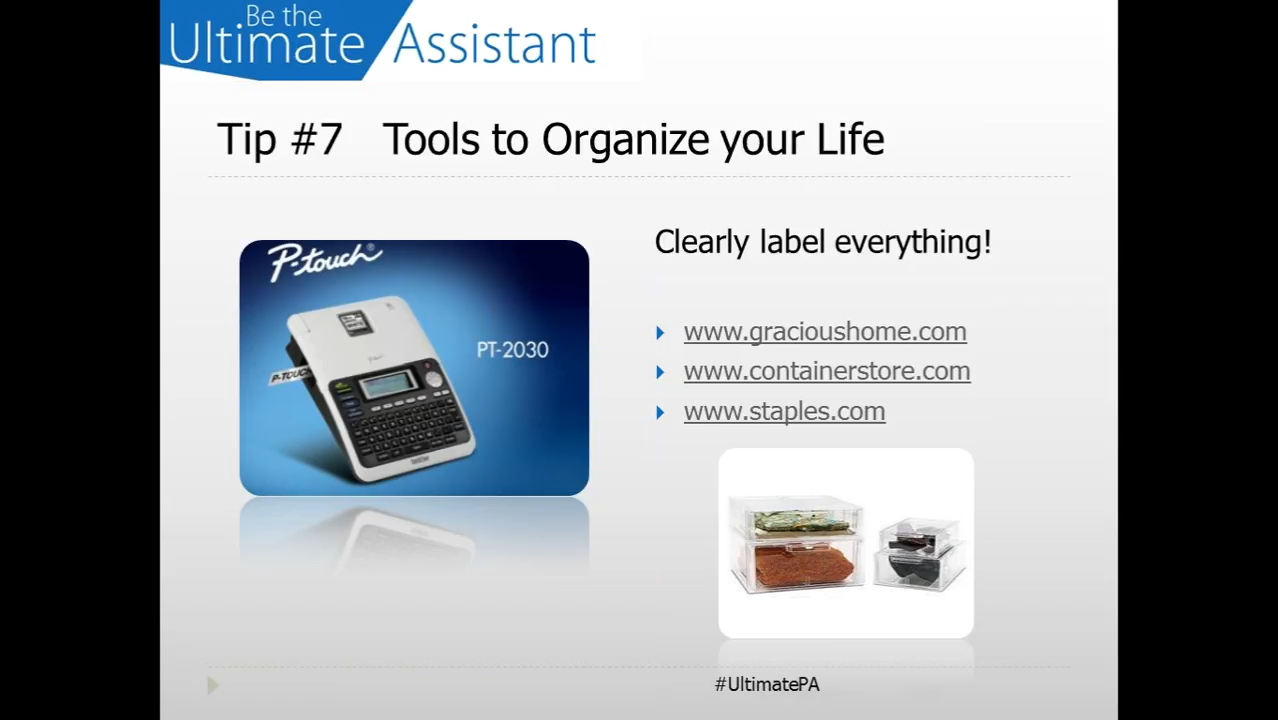 Be the
Ultimate Assistant
Tip #7 Tools to Organize your Life
P-touch®
PT-2030
P-TOUCH
Clearly label everything!
www.gracioushome.com
www.containerstore.com
www.staples.com
#UltimatePA